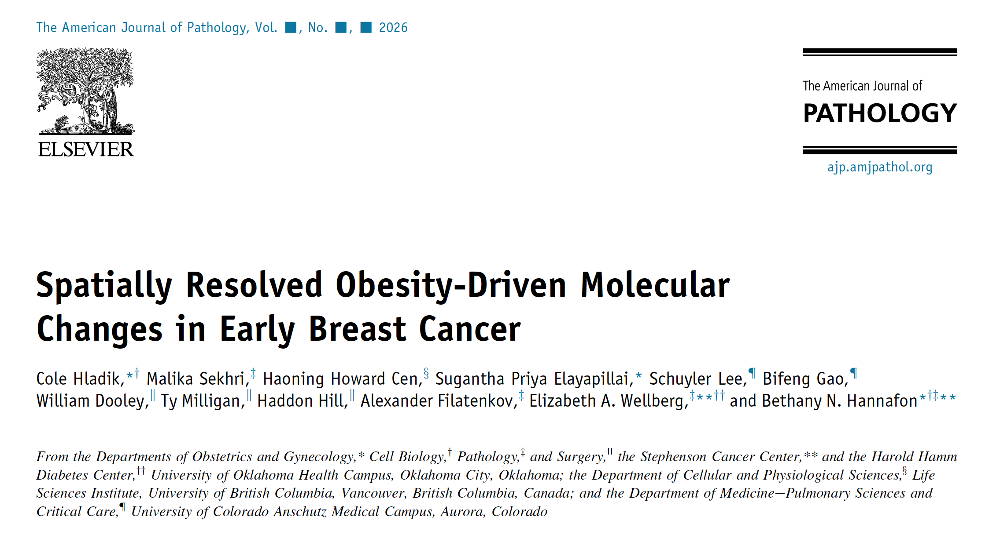 The American Journal of Pathology, Vol. ■, No. ■, ■ 2026
NON SOLUS
ELSEVIER
The American Journal of
PATHOLOGY
ajp.amjpathol.org
Spatially Resolved Obesity-Driven Molecular
Changes in Early Breast Cancer
Cole Hladik,*† Malika Sekhri,‡ Haoning Howard Cen,§ Sugantha Priya Elayapillai,* Schuyler Lee,¶ Bifeng Gao,¶
William Dooley,‖ Ty Milligan,‖ Haddon Hill,‖ Alexander Filatenkov,‡ Elizabeth A. Wellberg,‡**†† and Bethany N. Hannafon*†‡**
From the Departments of Obstetrics and Gynecology,* Cell Biology,† Pathology,‡ and Surgery,‖ the Stephenson Cancer Center,** and the Harold Hamm
Diabetes Center,†† University of Oklahoma Health Campus, Oklahoma City, Oklahoma; the Department of Cellular and Physiological Sciences,§ Life
Sciences Institute, University of British Columbia, Vancouver, British Columbia, Canada; and the Department of Medicine—Pulmonary Sciences and
Critical Care,¶ University of Colorado Anschutz Medical Campus, Aurora, Colorado